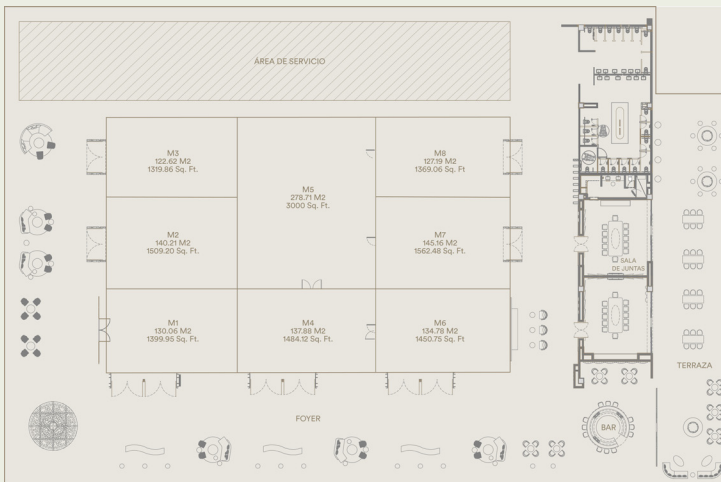 ÁREA DE SERVICIO
M3
122.62 M2
1319.86 Sq. Ft.
M8
127.19 M2
1369.06 Sq. Ft
M5
278.71 M2
3000 Sq. Ft.
M2
140.21 M2
1509.20 Sq. Ft.
M7
145.16 M2
1562.48 Sq. Ft.
SALA
DE JUNTAS
M1
130.06 M2
1399.95 Sq. Ft.
M4
137.88 M2
1484.12 Sq. Ft.
M6
134.78 M2
1450.75 Sq. Ft
TERRAZA
FOYER
BAR